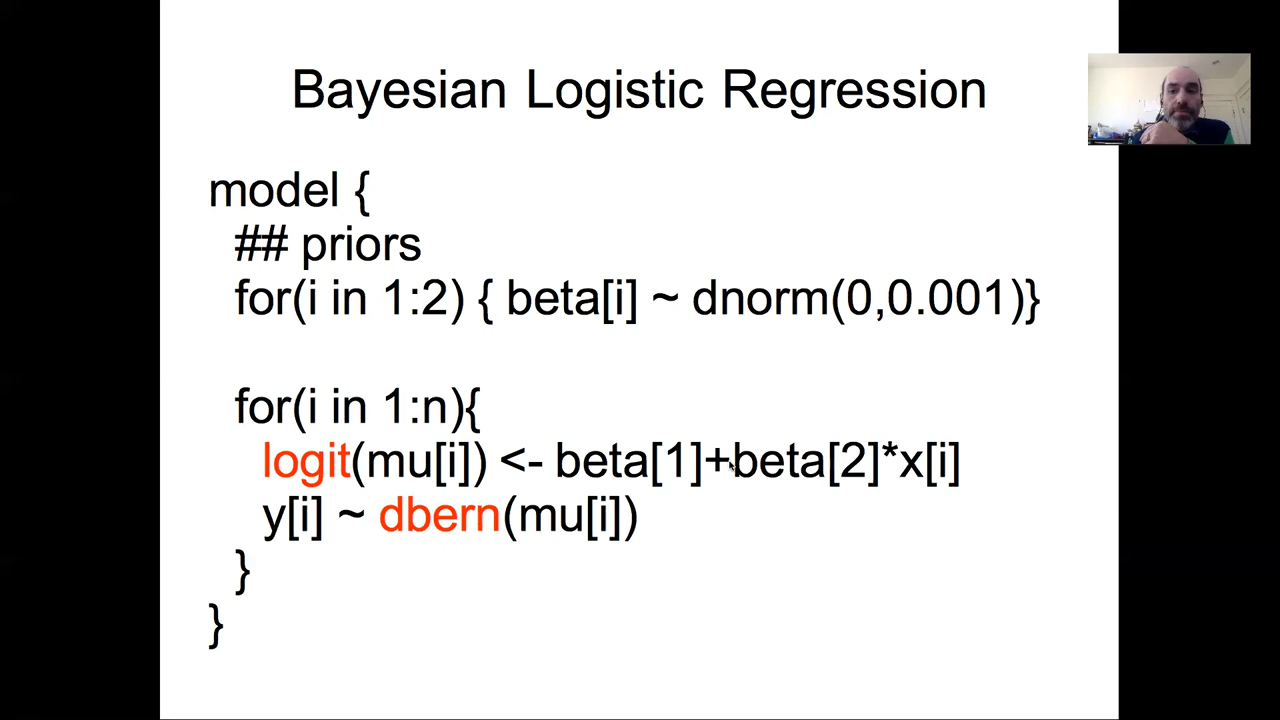 Bayesian Logistic Regression
model {
## priors
for(i in 1:2) { beta[i] ~ dnorm(0,0.001)}
for(i in 1:n){
logit(mu[i]) <- beta[1]+beta[2]*x[i]
y[i] ~ dbern(mu[i])
}
}